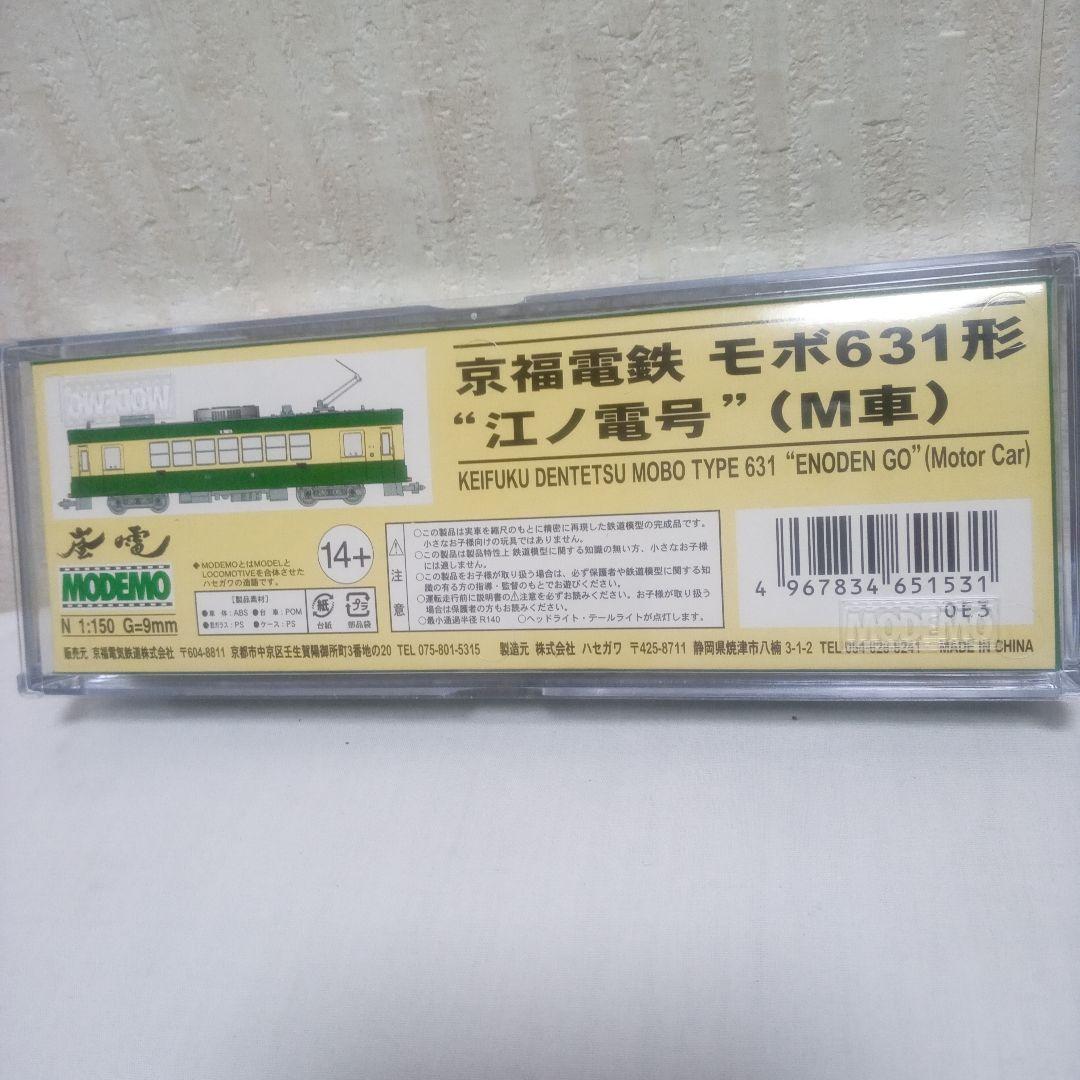 京福電鉄 モボ631形
“江ノ電号”（M車）
KEIFUKU DENTETSU MOBO TYPE 631 “ENODEN GO” (Motor Car)
嵐電
MODEMO
N 1:150 G=9mm
◆MODEMOとはMODELと
LOCOMOTIVEを合体させた
ハセガワの造語です。
［製品素材］
●車 体：ABS ●台 車：POM
●窓ガラス：PS ●ケース：PS
14+
紙
台紙
プラ
部品袋
注
意
○この製品は実車を縮尺のもとに精密に再現した鉄道模型の完成品です。
小さなお子様向けの玩具ではありません。
○この製品は製品特性上 鉄道模型に関する知識の無い方、小さなお子様
には適しません。
○この製品をお子様が取り扱う場合は、必ず保護者や鉄道模型に関する知
識の有る方の指導・監督のもとでお遊びください。
○運転走行前に説明書の⚠注意を必ずお読みください。お子様が取り扱う
場合は保護者の方もお読みください。
○最小通過半径 R140 ○ヘッドライト・テールライトが点灯します。
4 967834 651531
0E3
MODEMO
販売元 京福電気鉄道株式会社 〒604-8811 京都市中京区壬生賀陽御所町3番地の20 TEL 075-801-5315 製造元 株式会社 ハセガワ 〒425-8711 静岡県焼津市八楠 3-1-2 TEL.054-628-8241 MADE IN CHINA
MODEMO